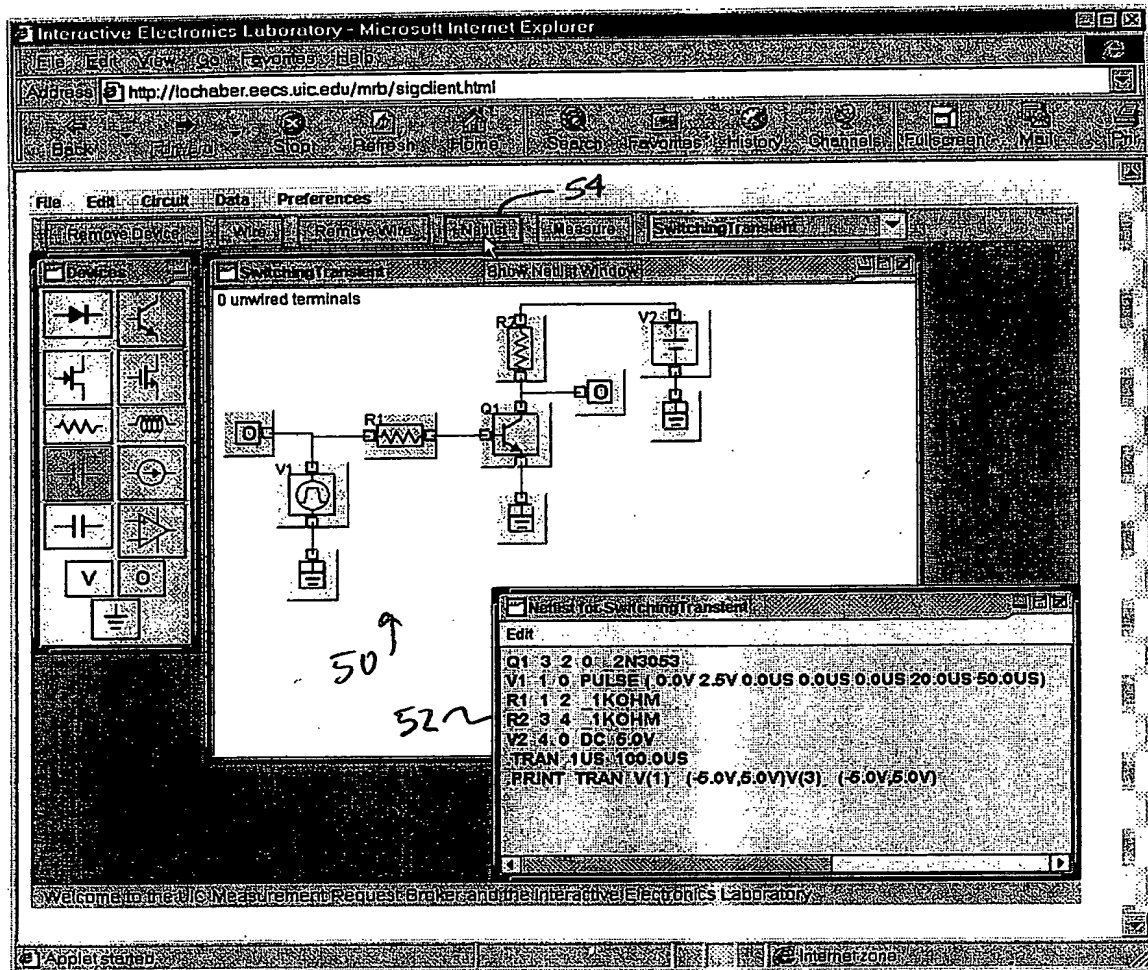 Interactive Electronics Laboratory - Microsoft Internet Explorer
File Edit View Go Favorites Help
Address http://lochaber.eecs.uic.edu/mrb/sigclient.html
Back Forward Stop Refresh Home Search Favorites History Channels Fullscreen Mail Pri
54
File Edit Circuit Data Preferences
Remove Device Wire Remove Wire Netlist Measure SwitchingTransient
Devices
SwitchingTransient
Show Netlist Window
0 unwired terminals
R2
V2
O
Q1
R1
O
V1
V O
50
52
Netlist for SwitchingTransient
Edit
Q1 3 2 0 _2N3053
V1 1 0 PULSE ( 0.0V 2.5V 0.0US 0.0US 0.0US 20.0US 50.0US)
R1 1 2 _1KOHM
R2 3 4 _1KOHM
V2 4 0 DC 5.0V
.TRAN .1US 100.0US
.PRINT TRAN V(1) (-5.0V,5.0V)V(3) (-5.0V,5.0V)
Welcome to the UIC Measurement Request Broker and the Interactive Electronics Laboratory
Applet started Internet zone